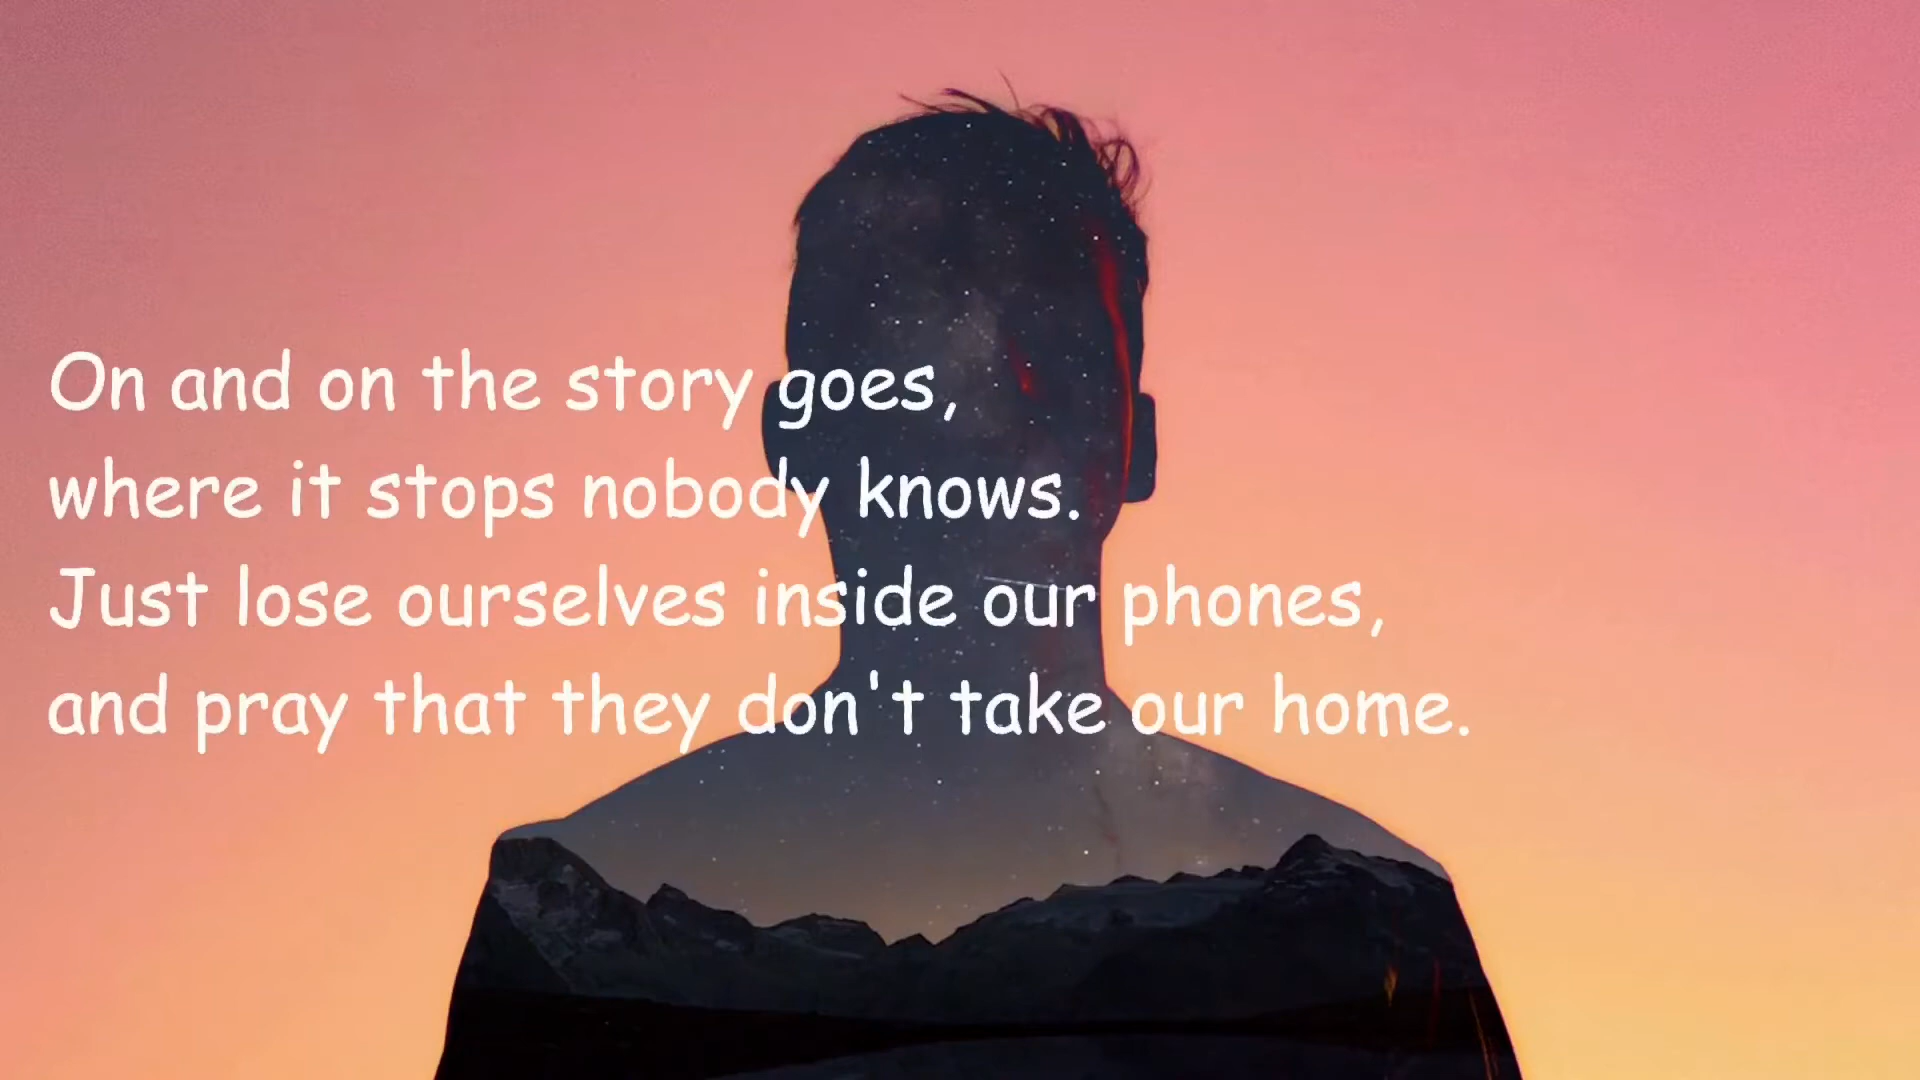 On and on the story goes,
where it stops nobody knows.
Just lose ourselves inside our phones,
and pray that they don't take our home.